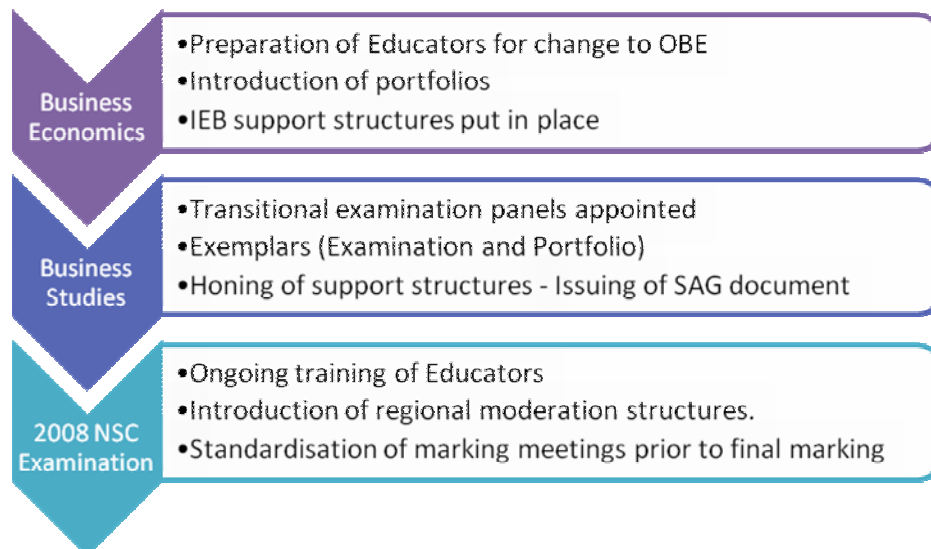 Business
Economics
•Preparation of Educators for change to OBE
•Introduction of portfolios
•IEB support structures put in place
Business
Studies
•Transitional examination panels appointed
•Exemplars (Examination and Portfolio)
•Honing of support structures - Issuing of SAG document
2008 NSC
Examination
•Ongoing training of Educators
•Introduction of regional moderation structures.
•Standardisation of marking meetings prior to final marking